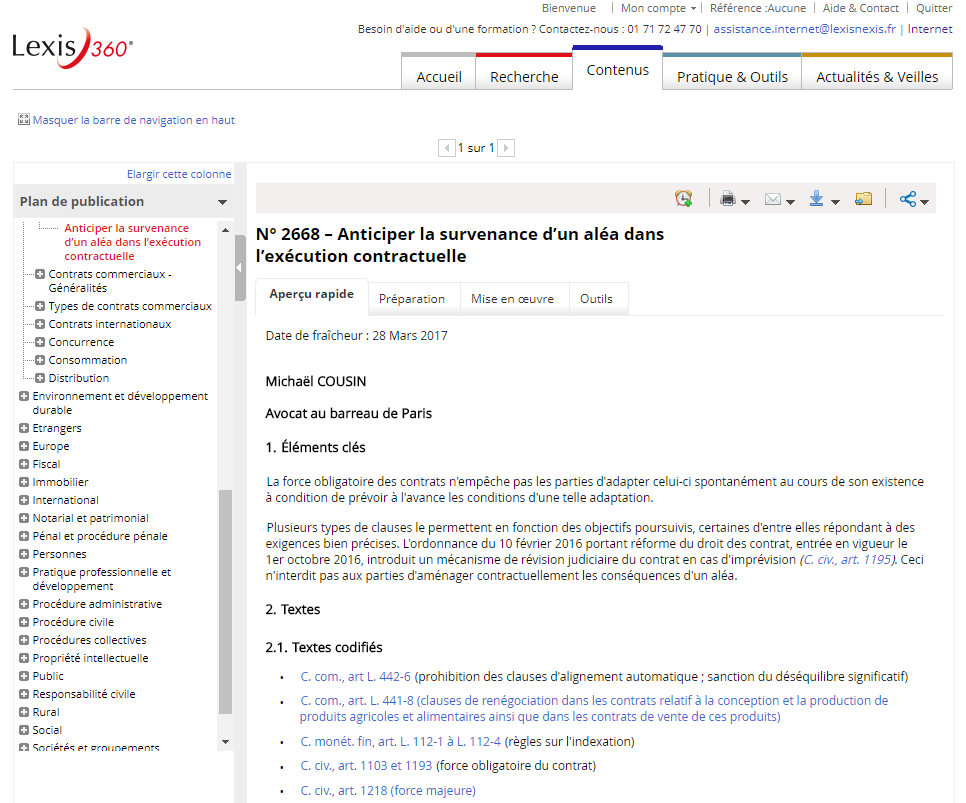 Bienvenue | Mon compte | Référence :Aucune | Aide & Contact | Quitter
Besoin d'aide ou d'une formation ? Contactez-nous : 01 71 72 47 70 | assistance.internet@lexisnexis.fr | Internet
Lexis 360°
Accueil
Recherche
Contenus
Pratique & Outils
Actualités & Veilles
Masquer la barre de navigation en haut
1 sur 1
Elargir cette colonne
Plan de publication
Anticiper la survenance
d'un aléa dans l'exécution
contractuelle
Contrats commerciaux -
Généralités
Types de contrats commerciaux
Contrats internationaux
Concurrence
Consommation
Distribution
Environnement et développement
durable
Etrangers
Europe
Fiscal
Immobilier
International
Notarial et patrimonial
Pénal et procédure pénale
Personnes
Pratique professionnelle et
développement
Procédure administrative
Procédure civile
Procédures collectives
Propriété intellectuelle
Public
Responsabilité civile
Rural
Social
Sociétés et groupements
N° 2668 – Anticiper la survenance d'un aléa dans
l'exécution contractuelle
Aperçu rapide
Préparation
Mise en œuvre
Outils
Date de fraîcheur : 28 Mars 2017
Michaël COUSIN
Avocat au barreau de Paris
1. Éléments clés
La force obligatoire des contrats n'empêche pas les parties d'adapter celui-ci spontanément au cours de son existence
à condition de prévoir à l'avance les conditions d'une telle adaptation.
Plusieurs types de clauses le permettent en fonction des objectifs poursuivis, certaines d'entre elles répondant à des
exigences bien précises. L'ordonnance du 10 février 2016 portant réforme du droit des contrat, entrée en vigueur le
1er octobre 2016, introduit un mécanisme de révision judiciaire du contrat en cas d'imprévision (C. civ., art. 1195). Ceci
n'interdit pas aux parties d'aménager contractuellement les conséquences d'un aléa.
2. Textes
2.1. Textes codifiés
• C. com., art L. 442-6 (prohibition des clauses d'alignement automatique ; sanction du déséquilibre significatif)
• C. com., art. L. 441-8 (clauses de renégociation dans les contrats relatif à la conception et la production de
produits agricoles et alimentaires ainsi que dans les contrats de vente de ces produits)
• C. monét. fin, art. L. 112-1 à L. 112-4 (règles sur l'indexation)
• C. civ., art. 1103 et 1193 (force obligatoire du contrat)
• C. civ., art. 1218 (force majeure)